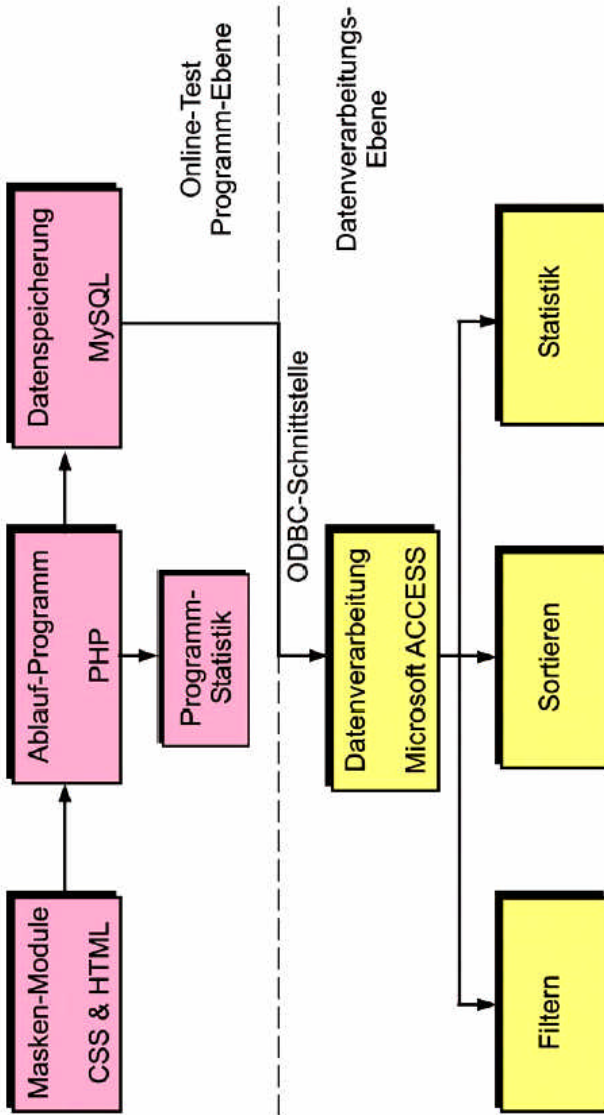 Masken-Module
CSS & HTML
Ablauf-Programm
PHP
Datenspeicherung
MySQL
Programm-
Statistik
Online-Test
Programm-Ebene
ODBC-Schnittstelle
Datenverarbeitungs-
Ebene
Datenverarbeitung
Microsoft ACCESS
Filtern
Sortieren
Statistik